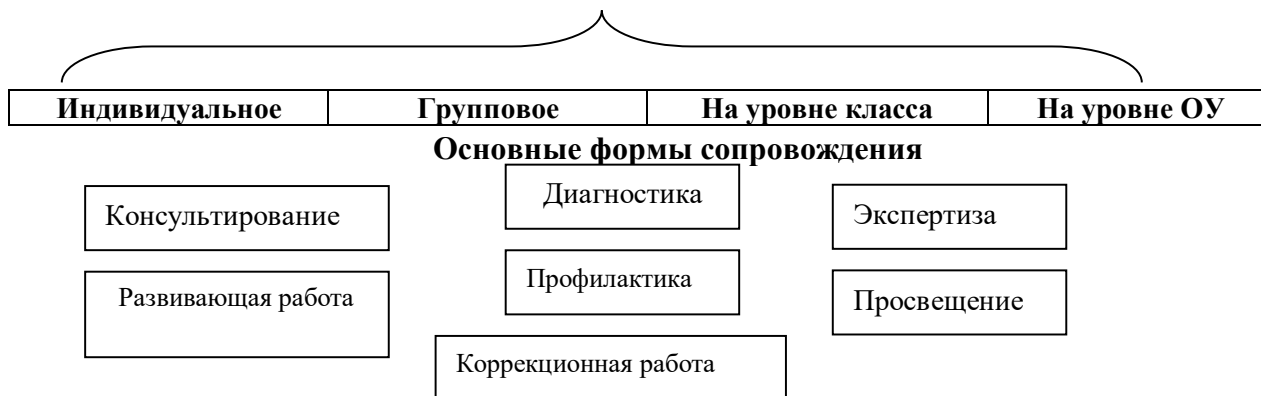 Индивидуальное Групповое На уровне класса На уровне ОУ
Основные формы сопровождения
Консультирование
Диагностика
Экспертиза
Развивающая работа
Профилактика
Просвещение
Коррекционная работа